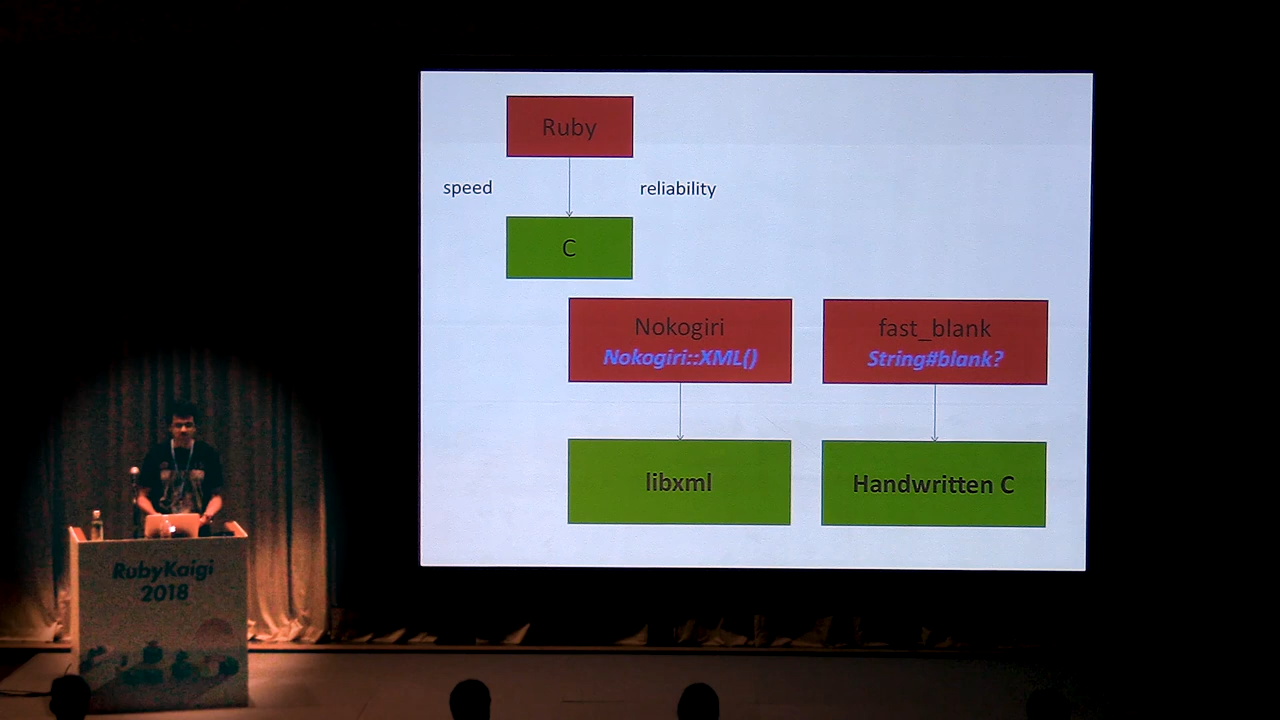 Ruby
speed
reliability
C
Nokogiri
Nokogiri::XML()
fast_blank
String#blank?
libxml
Handwritten C
RubyKaigi
2018